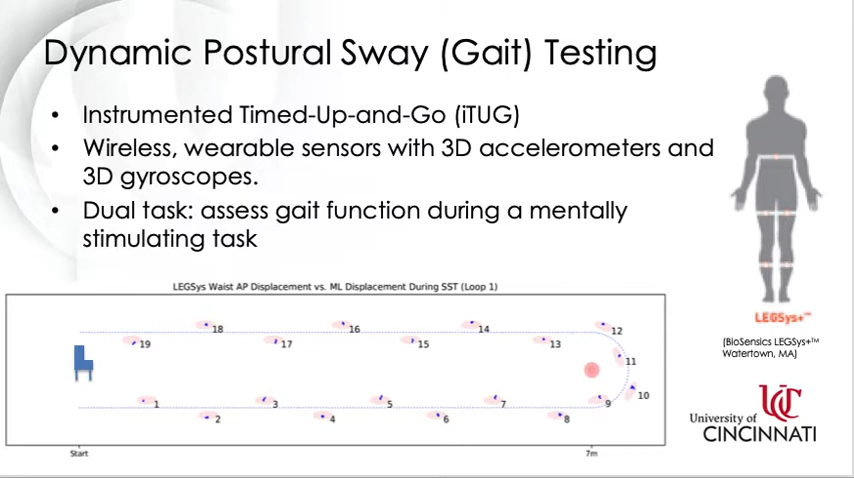 Dynamic Postural Sway (Gait) Testing
• Instrumented Timed-Up-and-Go (iTUG)
• Wireless, wearable sensors with 3D accelerometers and
3D gyroscopes.
• Dual task: assess gait function during a mentally
stimulating task
LEGSys+™
(BioSensics LEGSys+™
Watertown, MA)
LEGSys Waist AP Displacement vs. ML Displacement During SST (Loop 1)
18 16 14 12
19 17 15 13
11
10
1 3 5 7 9
2 4 6 8
Start 7m
University of
CINCINNATI